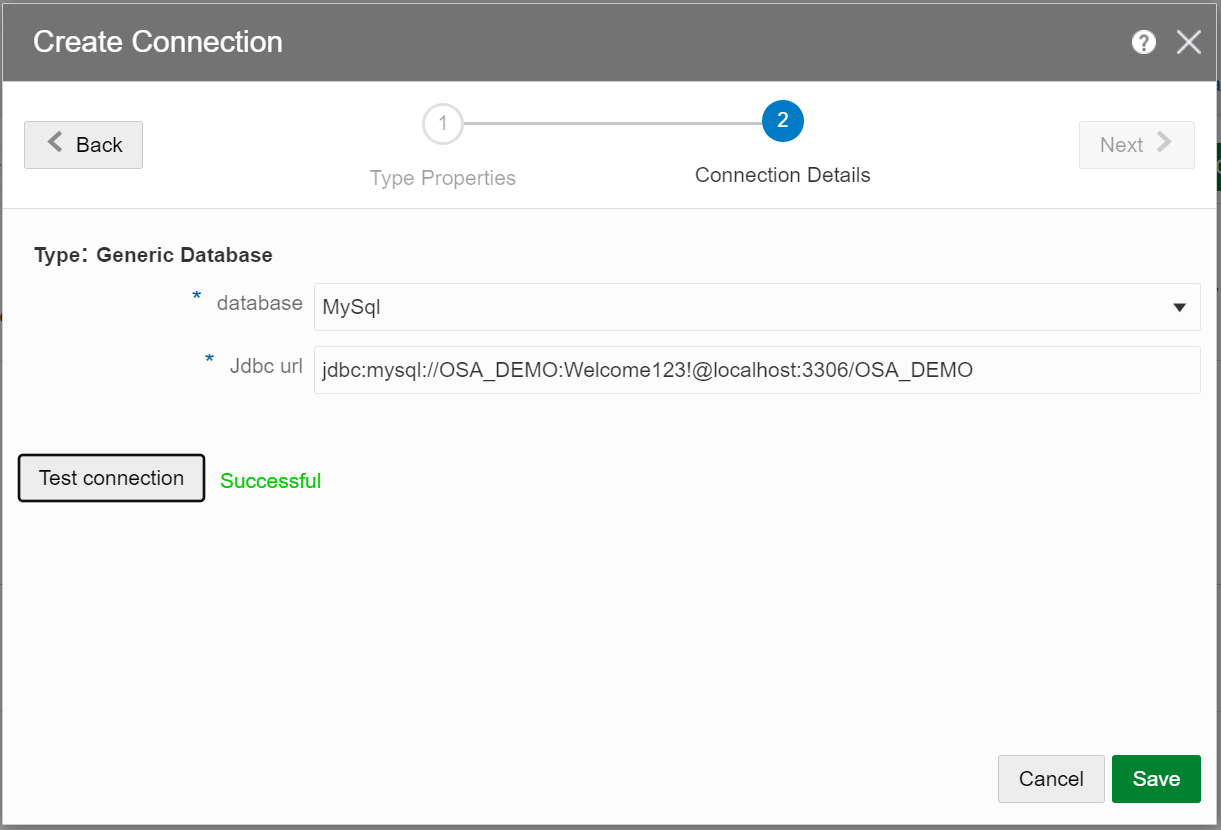 Create Connection
?
Back
1
2
Next
Type Properties
Connection Details
Type: Generic Database
* database
MySql
* Jdbc url
jdbc:mysql://OSA_DEMO:Welcome123!@localhost:3306/OSA_DEMO
Test connection
Successful
Cancel
Save